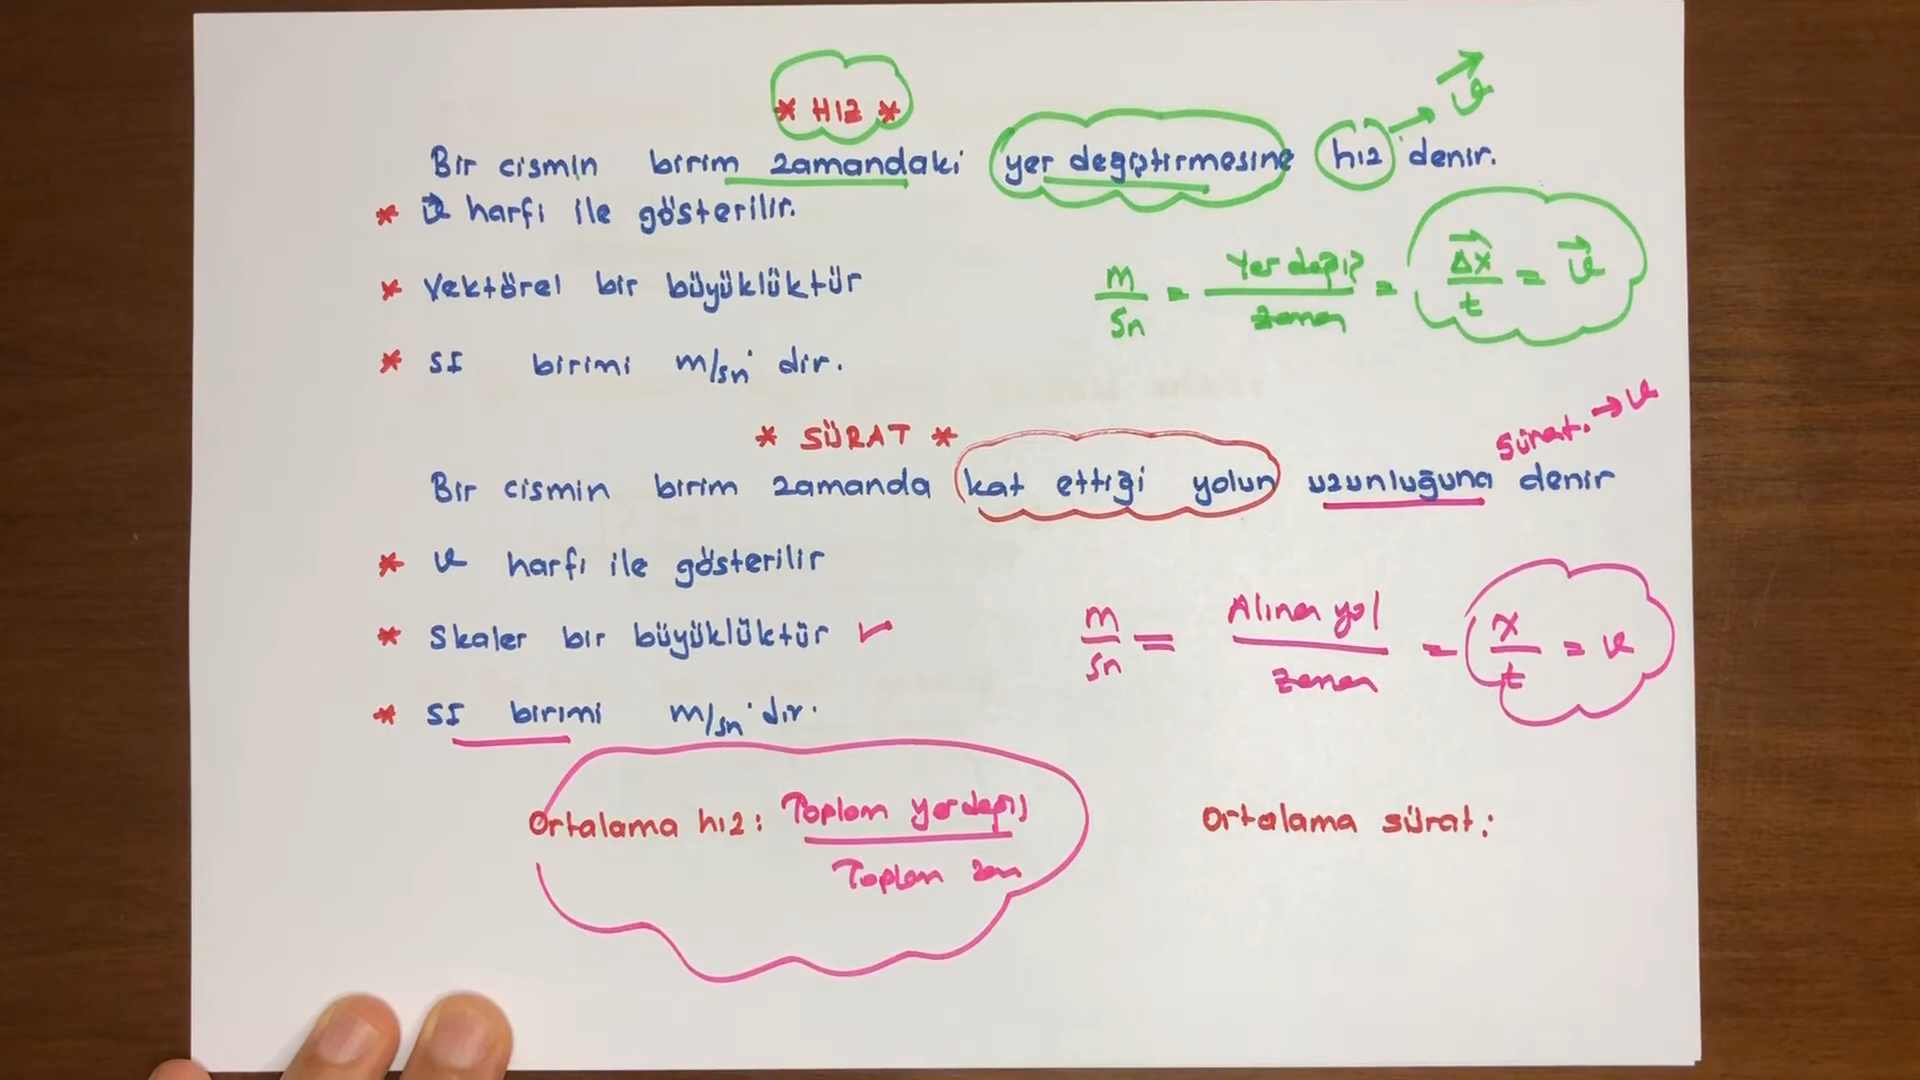 * HIZ *
v
Bir cismin birim zamandaki yer değiştirmesine hız denir.
* v harfi ile gösterilir.
* Vektörel bir büyüklüktür
m/sn = Yer değiş/zaman = Δx/t = v
* SI birimi m/sn' dir.
* SÜRAT *
Sürat. → v
Bir cismin birim zamanda kat ettiği yolun uzunluğuna denir
* v harfi ile gösterilir
* Skaler bir büyüklüktür ✓
m/sn = Alınan yol/zaman = x/t = v
* SI birimi m/sn' dir.
Ortalama hız: Toplam yerdeğiş/Toplam zam
Ortalama sürat: